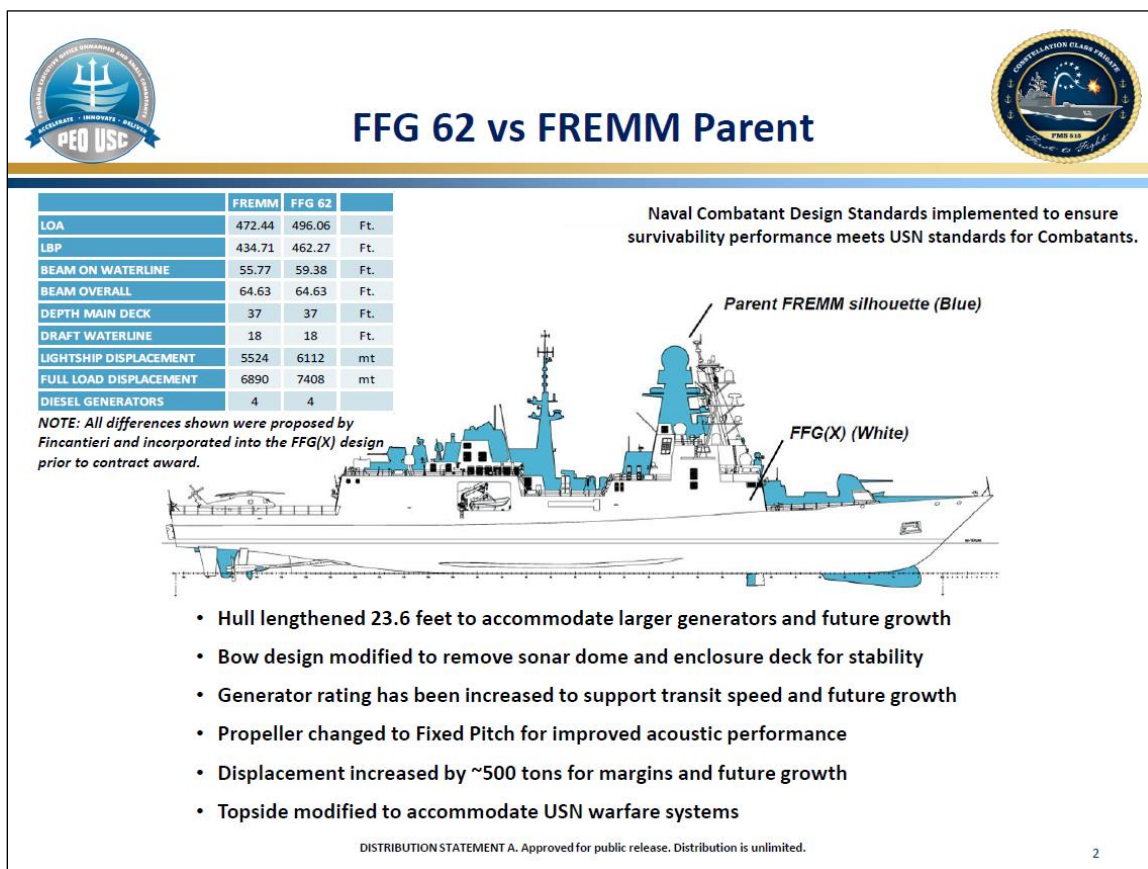 PROGRAM EXECUTIVE OFFICE UNMANNED AND SMALL COMBATANTS
ACCELERATE • INNOVATE • DELIVER
PEO USC
FFG 62 vs FREMM Parent
CONSTELLATION CLASS FRIGATE
PMS 515
FREMM FFG 62
LOA 472.44 496.06 Ft.
LBP 434.71 462.27 Ft.
BEAM ON WATERLINE 55.77 59.38 Ft.
BEAM OVERALL 64.63 64.63 Ft.
DEPTH MAIN DECK 37 37 Ft.
DRAFT WATERLINE 18 18 Ft.
LIGHTSHIP DISPLACEMENT 5524 6112 mt
FULL LOAD DISPLACEMENT 6890 7408 mt
DIESEL GENERATORS 4 4
NOTE: All differences shown were proposed by
Fincantieri and incorporated into the FFG(X) design
prior to contract award.
Naval Combatant Design Standards implemented to ensure
survivability performance meets USN standards for Combatants.
Parent FREMM silhouette (Blue)
FFG(X) (White)
• Hull lengthened 23.6 feet to accommodate larger generators and future growth
• Bow design modified to remove sonar dome and enclosure deck for stability
• Generator rating has been increased to support transit speed and future growth
• Propeller changed to Fixed Pitch for improved acoustic performance
• Displacement increased by ~500 tons for margins and future growth
• Topside modified to accommodate USN warfare systems
DISTRIBUTION STATEMENT A. Approved for public release. Distribution is unlimited.
2